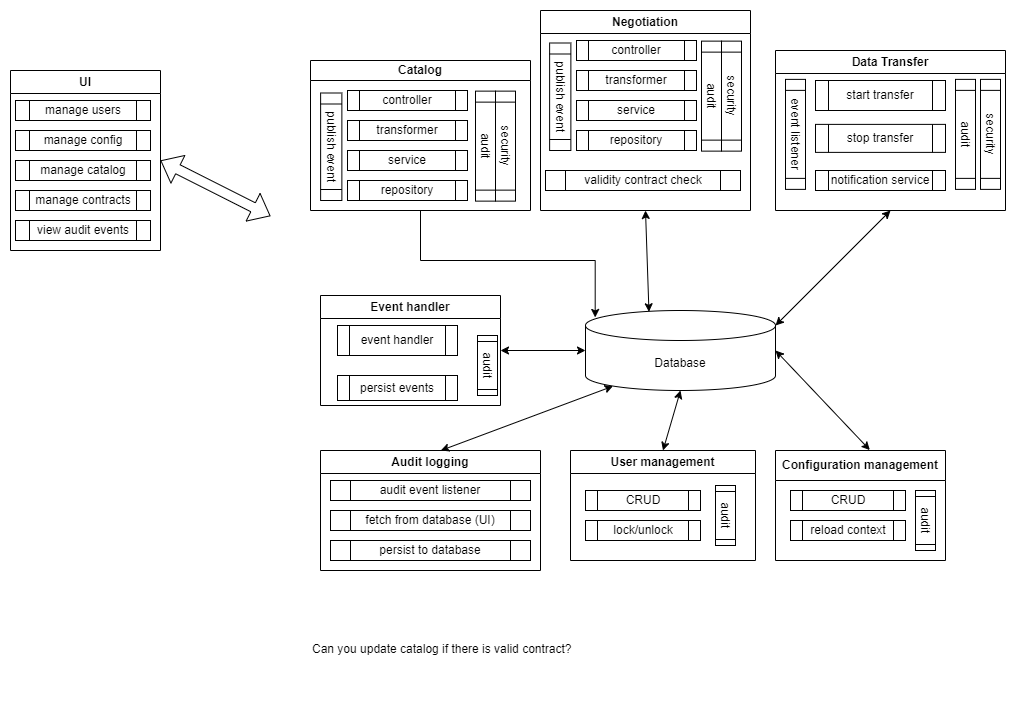 UI
manage users
manage config
manage catalog
manage contracts
view audit events
Catalog
publish event
controller
transformer
service
repository
audit
security
Negotiation
publish event
controller
transformer
service
repository
audit
security
validity contract check
Data Transfer
event listener
start transfer
stop transfer
notification service
audit
security
Event handler
event handler
persist events
audit
Database
Audit logging
audit event listener
fetch from database (UI)
persist to database
User management
CRUD
lock/unlock
audit
Configuration management
CRUD
reload context
audit
Can you update catalog if there is valid contract?